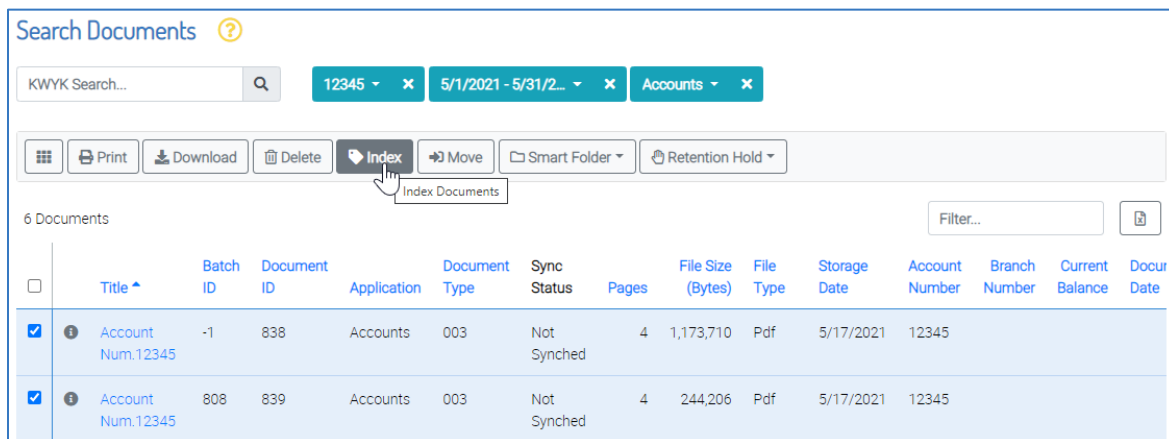 Search Documents ?
KWYK Search... 12345 5/1/2021 - 5/31/2... Accounts
Print Download Delete Index Move Smart Folder Retention Hold
Index Documents
6 Documents Filter...
Title Batch ID Document ID Application Document Type Sync Status Pages File Size (Bytes) File Type Storage Date Account Number Branch Number Current Balance Docur Date
Account -1 838 Accounts 003 Not 4 1,173,710 Pdf 5/17/2021 12345
Num.12345 Synched
Account 808 839 Accounts 003 Not 4 244,206 Pdf 5/17/2021 12345
Num.12345 Synched